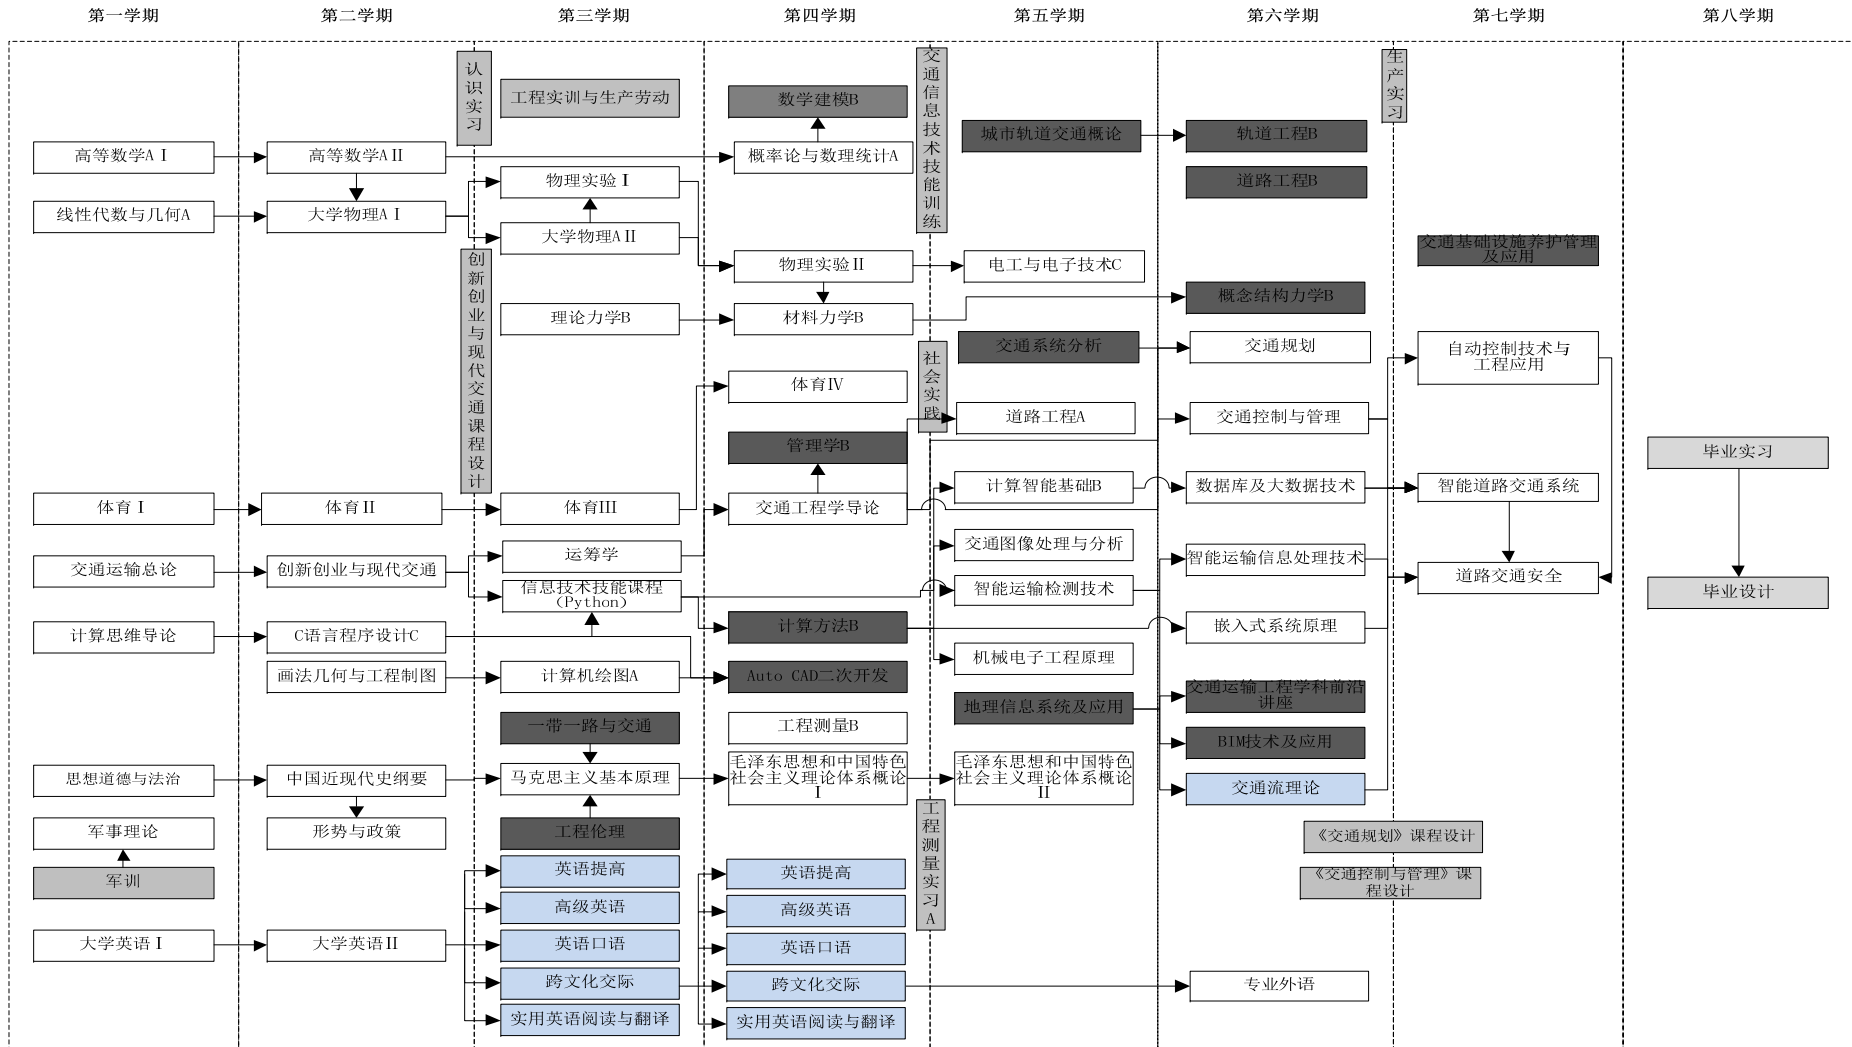 第一学期
第二学期
第三学期
第四学期
第五学期
第六学期
第七学期
第八学期
高等数学AⅠ
线性代数与几何A
体育Ⅰ
交通运输总论
计算思维导论
思想道德与法治
军事理论
军训
大学英语Ⅰ
高等数学AⅡ
大学物理AⅠ
体育Ⅱ
创新创业与现代交通
C语言程序设计C
画法几何与工程制图
中国近现代史纲要
形势与政策
大学英语Ⅱ
认识实习
创新创业与现代交通课程设计
工程实训与生产劳动
物理实验Ⅰ
大学物理AⅡ
理论力学B
体育Ⅲ
运筹学
信息技术技能课程
(Python)
计算机绘图A
一带一路与交通
马克思主义基本原理
工程伦理
英语提高
高级英语
英语口语
跨文化交际
实用英语阅读与翻译
数学建模B
概率论与数理统计A
物理实验Ⅱ
材料力学B
体育Ⅳ
管理学B
交通工程学导论
计算方法B
Auto CAD二次开发
工程测量B
毛泽东思想和中国特色
社会主义理论体系概论
Ⅰ
英语提高
高级英语
英语口语
跨文化交际
实用英语阅读与翻译
交通信息技术技能训练
社会实践
工程测量实习A
城市轨道交通概论
电工与电子技术C
交通系统分析
道路工程A
计算智能基础B
交通图像处理与分析
智能运输检测技术
机械电子工程原理
地理信息系统及应用
毛泽东思想和中国特色
社会主义理论体系概论
Ⅱ
轨道工程B
道路工程B
概念结构力学B
交通规划
交通控制与管理
数据库及大数据技术
智能运输信息处理技术
嵌入式系统原理
交通运输工程学科前沿
讲座
BIM技术及应用
交通流理论
专业外语
生产实习
《交通规划》课程设计
《交通控制与管理》课
程设计
交通基础设施养护管理
及应用
自动控制技术与
工程应用
智能道路交通系统
道路交通安全
毕业实习
毕业设计